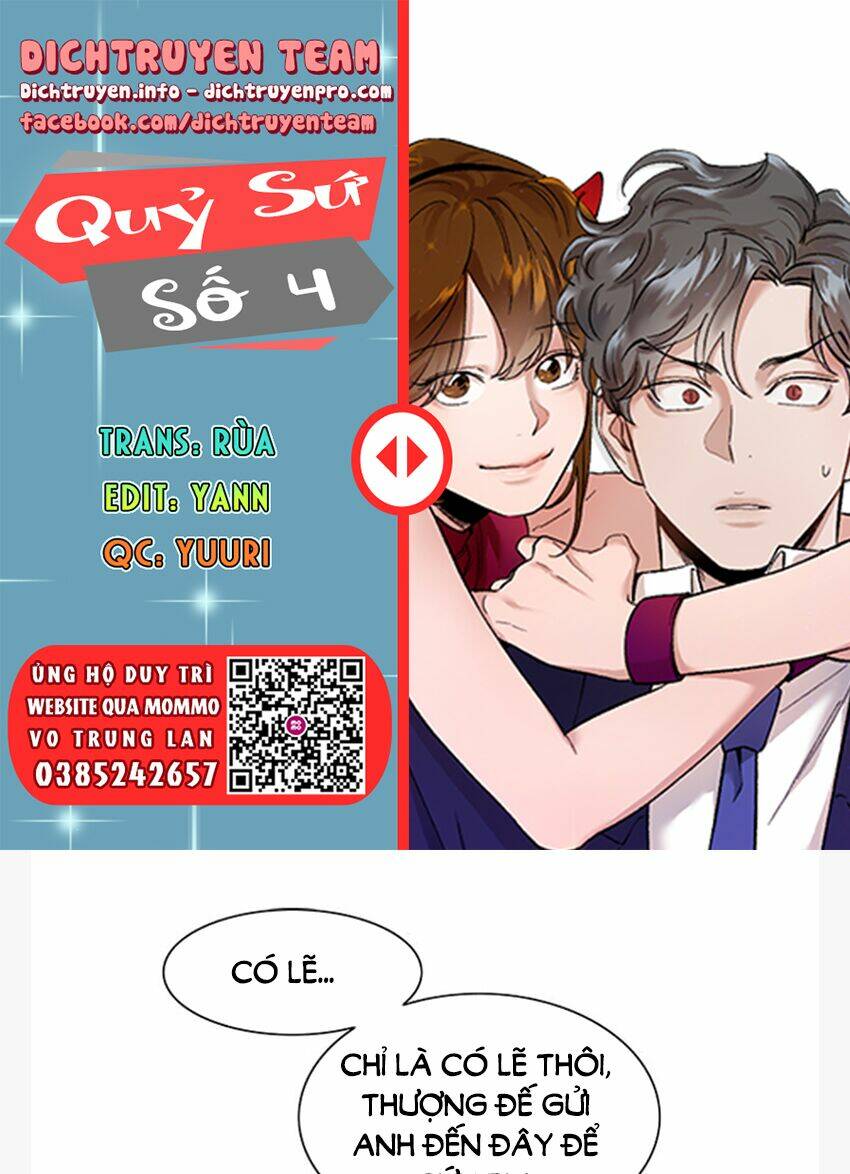 DICHTRUYEN TEAM
Dichtruyen.info - dichtruyenpro.com
facebook.com/dichtruyenteam
Quỷ Sứ
Số 4
TRANS: RÙA
EDIT: YANN
QC: YUURI
ỦNG HỘ DUY TRÌ
WEBSITE QUA MOMMO
VO TRUNG LAN
0385242657
CÓ LẼ...
CHỈ LÀ CÓ LẼ THÔI,
THƯỢNG ĐẾ GỬI
ANH ĐẾN ĐÂY ĐỂ